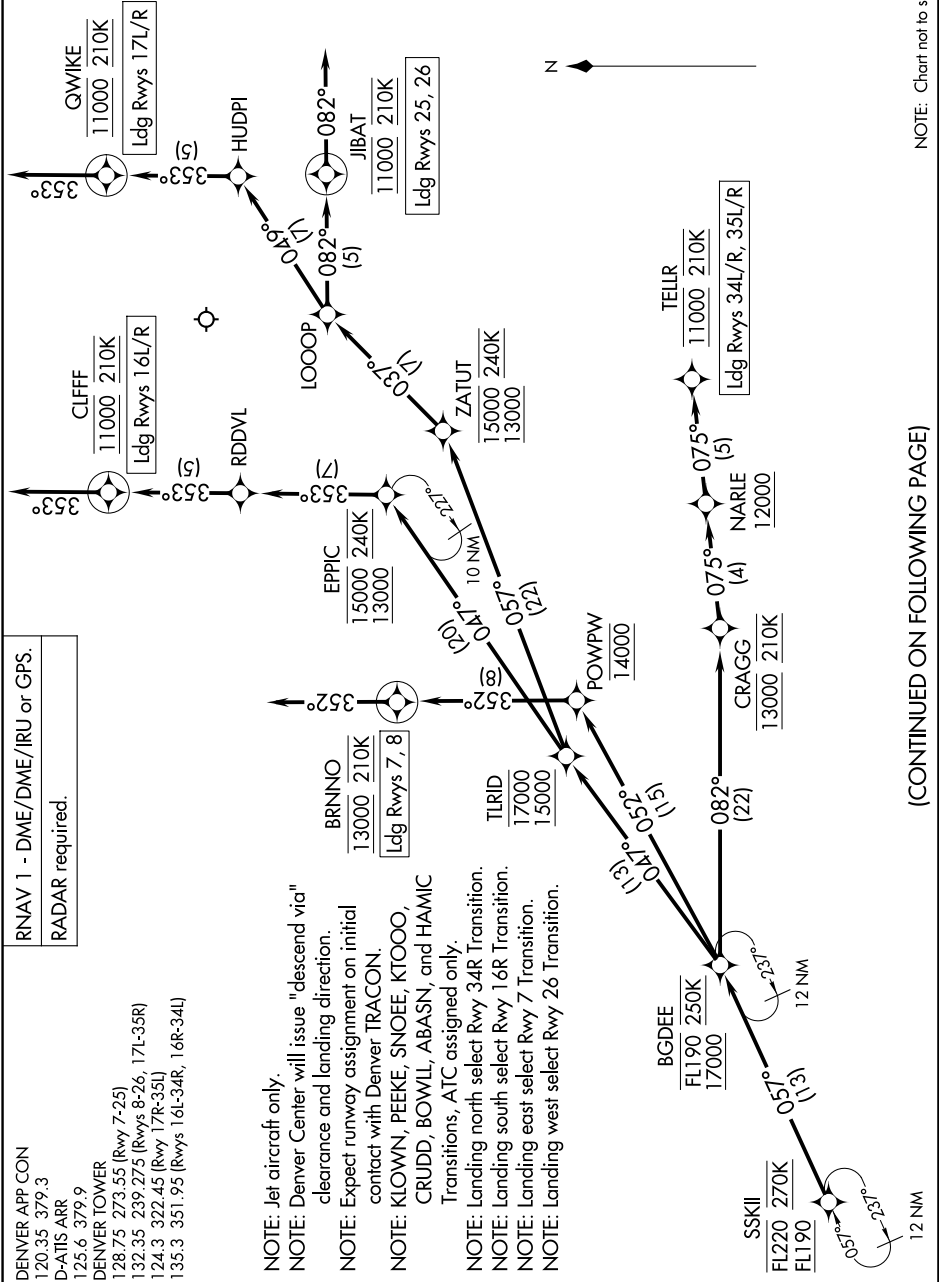 DENVER APP CON
120.35 379.3
D-ATIS ARR
125.6 379.9
DENVER TOWER
128.75 273.55 (Rwy 7-25)
132.35 239.275 (Rwys 8-26, 17L-35R)
124.3 322.45 (Rwy 17R-35L)
135.3 351.95 (Rwys 16L-34R, 16R-34L)
RNAV 1 - DME/DME/IRU or GPS.
RADAR required.
NOTE: Jet aircraft only.
NOTE: Denver Center will issue "descend via"
clearance and landing direction.
NOTE: Expect runway assignment on initial
contact with Denver TRACON.
NOTE: KLOWN, PEEKE, SNOEE, KTOOO,
CRUDD, BOWLL, ABASN, and HAMIC
Transitions, ATC assigned only.
NOTE: Landing north select Rwy 34R Transition.
NOTE: Landing south select Rwy 16R Transition.
NOTE: Landing east select Rwy 7 Transition.
NOTE: Landing west select Rwy 26 Transition.
353°
CLFFF
11000 210K
Ldg Rwys 16L/R
353°
(5)
RDDVL
353°
(7)
EPPIC
15000 240K
13000
227°
10 NM
353°
QWIKE
11000 210K
Ldg Rwys 17L/R
353°
(5)
HUDPI
049°
(7)
LOOOP
082°
(5)
082°
JIBAT
11000 210K
Ldg Rwys 25, 26
037°
(7)
ZATUT
15000 240K
13000
N
352°
BRNNO
13000 210K
Ldg Rwys 7, 8
352°
(8)
POWPW
14000
047°
(20)
057°
(22)
TLRID
17000
15000
047°
(13)
052°
(15)
BGDEE
FL190 250K
17000
237°
12 NM
082°
(22)
CRAGG
13000 210K
075°
(4)
NARLE
12000
075°
(5)
TELLR
11000 210K
Ldg Rwys 34L/R, 35L/R
057°
(13)
SSKII
FL220 270K
FL190
057°
237°
12 NM
(CONTINUED ON FOLLOWING PAGE)
NOTE: Chart not to s